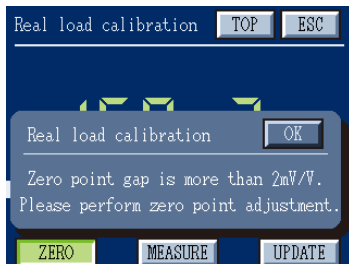 Real load calibration TOP ESC
Real load calibration OK
Zero point gap is more than 2mV/V.
Please perform zero point adjustment.
ZERO MEASURE UPDATE